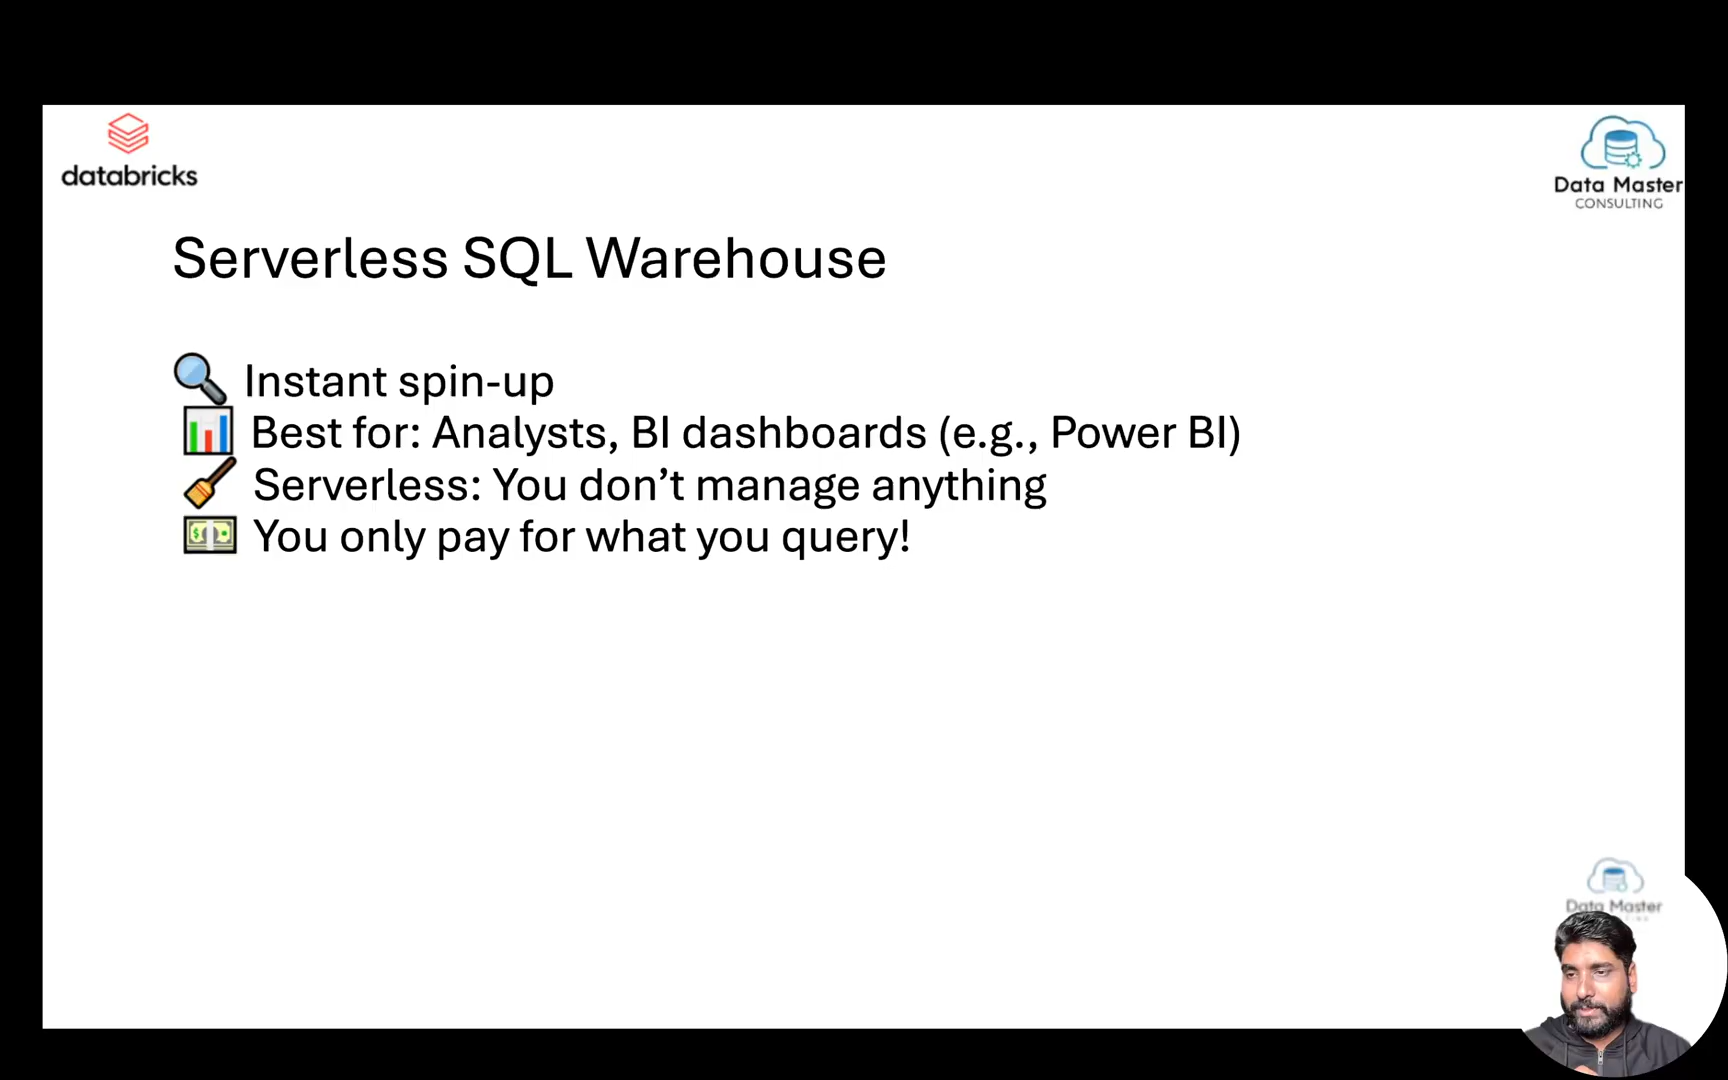 databricks
Data Master
CONSULTING
Serverless SQL Warehouse
Instant spin-up
Best for: Analysts, BI dashboards (e.g., Power BI)
Serverless: You don’t manage anything
You only pay for what you query!
Data Master